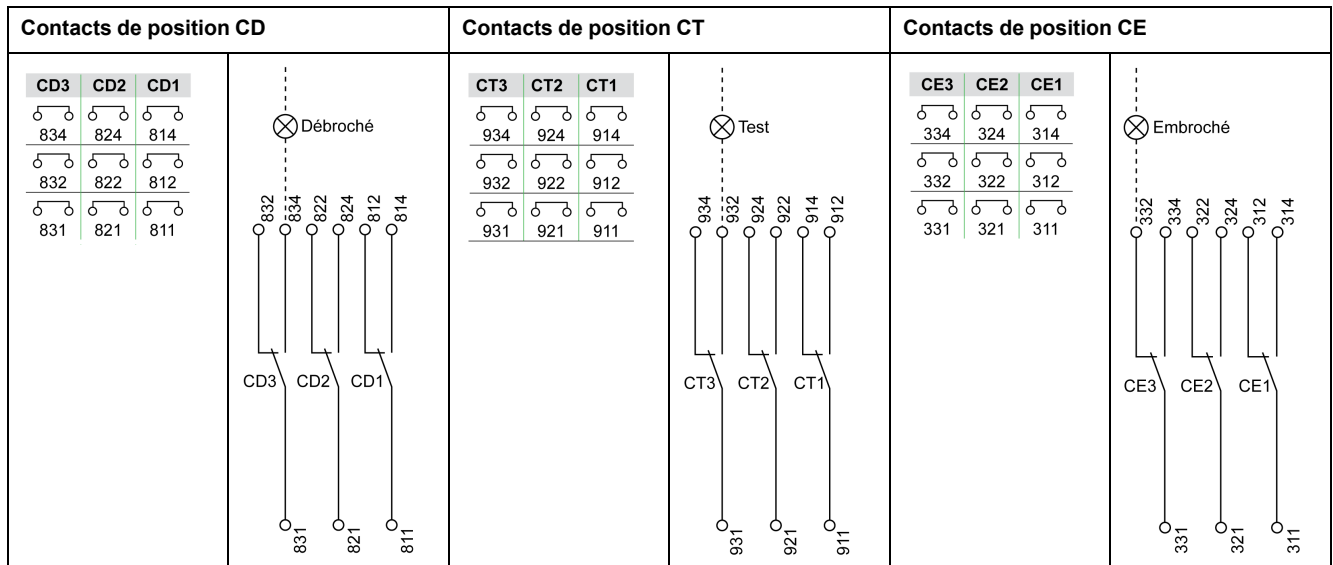 Contacts de position CD
CD3 CD2 CD1
834 824 814
832 822 812
831 821 811
Débroché
832 834 822 824 812 814
CD3 CD2 CD1
831 821 811
Contacts de position CT
CT3 CT2 CT1
934 924 914
932 922 912
931 921 911
Test
934 932 924 922 914 912
CT3 CT2 CT1
931 921 911
Contacts de position CE
CE3 CE2 CE1
334 324 314
332 322 312
331 321 311
Embroché
332 334 322 324 312 314
CE3 CE2 CE1
331 321 311